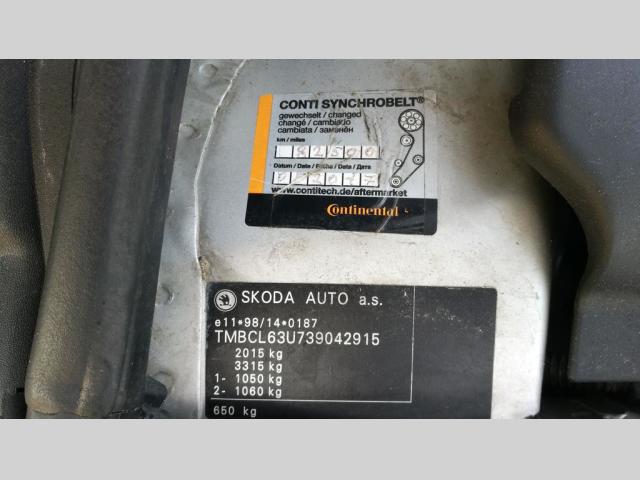 CONTI SYNCHROBELT®
gewechselt / changed
changé / cambiado
cambiata / заменён
km / miles
Datum / Date / Fecha / Data / Дата
www.contitech.de/aftermarket
Continental
SKODA AUTO a.s.
e11*98/14*0187
TMBCL63U739042915
2015 kg
3315 kg
1- 1050 kg
2- 1060 kg
650 kg